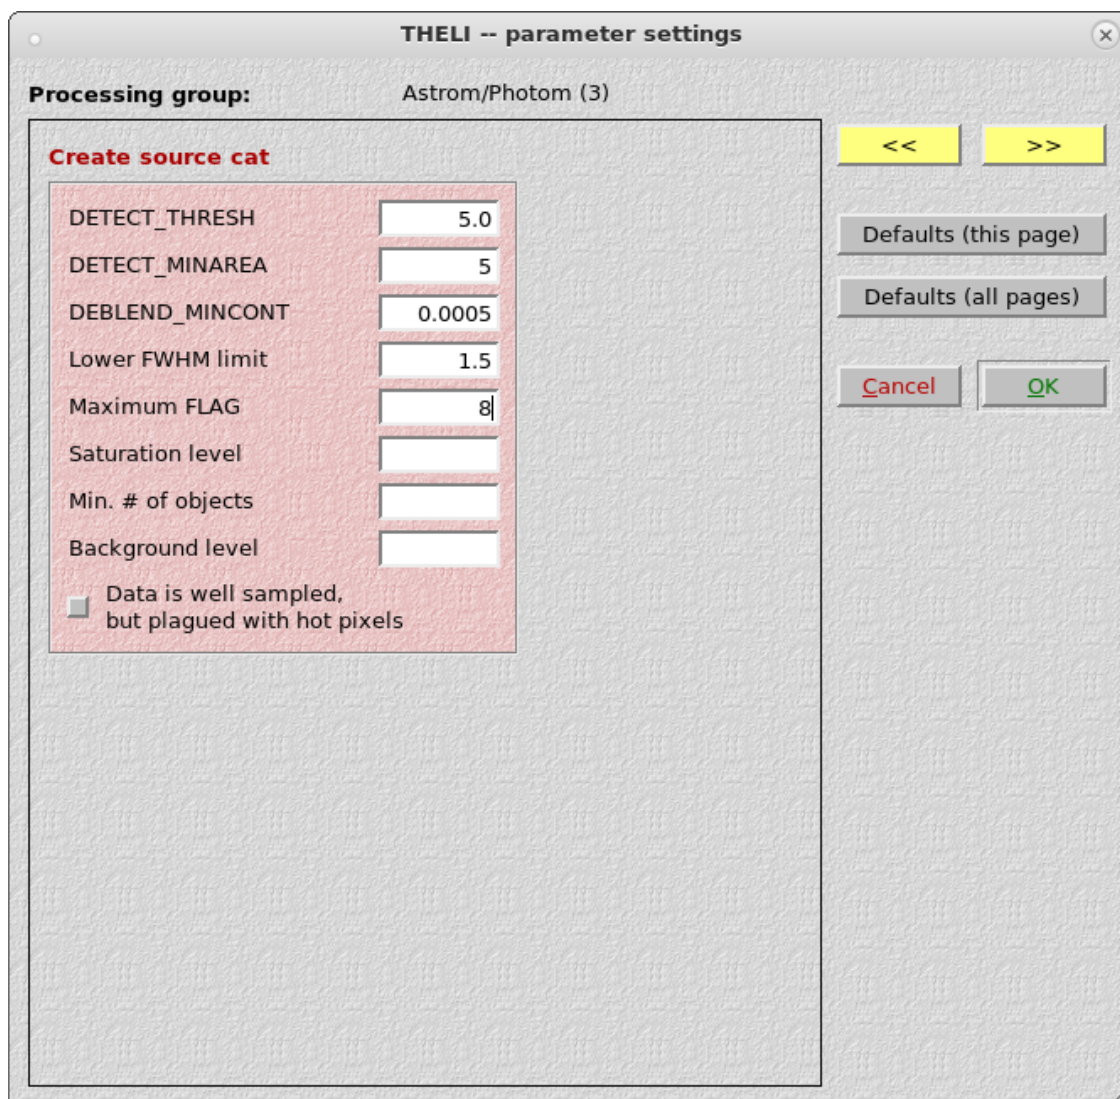 THELI -- parameter settings
Processing group: Astrom/Photom (3)
Create source cat
DETECT_THRESH 5.0
DETECT_MINAREA 5
DEBLEND_MINCONT 0.0005
Lower FWHM limit 1.5
Maximum FLAG 8
Saturation level
Min. # of objects
Background level
Data is well sampled,
but plagued with hot pixels
<< >>
Defaults (this page)
Defaults (all pages)
Cancel OK